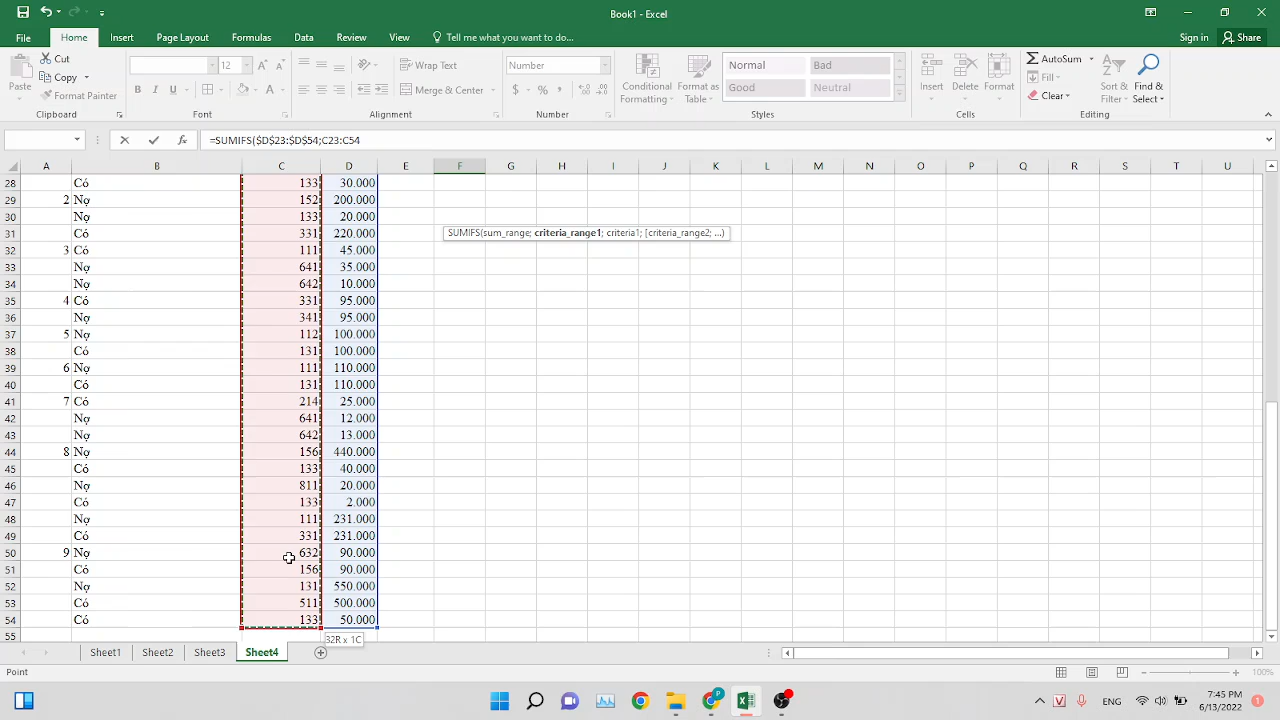 Book1 - Excel
File Home Insert Page Layout Formulas Data Review View Tell me what you want to do... Sign in Share
Paste Cut Copy Format Painter
12
B I U
Wrap Text
Merge & Center
Number
$ % ,
Conditional Formatting
Format as Table
Normal Bad
Good Neutral
Insert Delete Format
AutoSum
Fill
Clear
Sort & Filter
Find & Select
Clipboard Font Alignment Number Styles Cells Editing
=SUMIFS($D$23:$D$54;C23:C54
A B C D E F G H I J K L M N O P Q R S T U
28 Có 133 30.000
29 2 Nợ 152 200.000
30 Nợ 133 20.000
31 Có 331 220.000
SUMIFS(sum_range; criteria_range1; criteria1; [criteria_range2; ...)
32 3 Có 111 45.000
33 Nợ 641 35.000
34 Nợ 642 10.000
35 4 Có 331 95.000
36 Nợ 341 95.000
37 5 Nợ 112 100.000
38 Có 131 100.000
39 6 Nợ 111 110.000
40 Có 131 110.000
41 7 Có 214 25.000
42 Nợ 641 12.000
43 Nợ 642 13.000
44 8 Nợ 156 440.000
45 Có 133 40.000
46 Nợ 811 20.000
47 Có 133 2.000
48 Nợ 111 231.000
49 Có 331 231.000
50 9 Nợ 632 90.000
51 Có 156 90.000
52 Nợ 131 550.000
53 Có 511 500.000
54 Có 133 50.000
55
32R x 1C
Sheet1 Sheet2 Sheet3 Sheet4
Point 100%
ENG 7:45 PM
6/13/2022 1